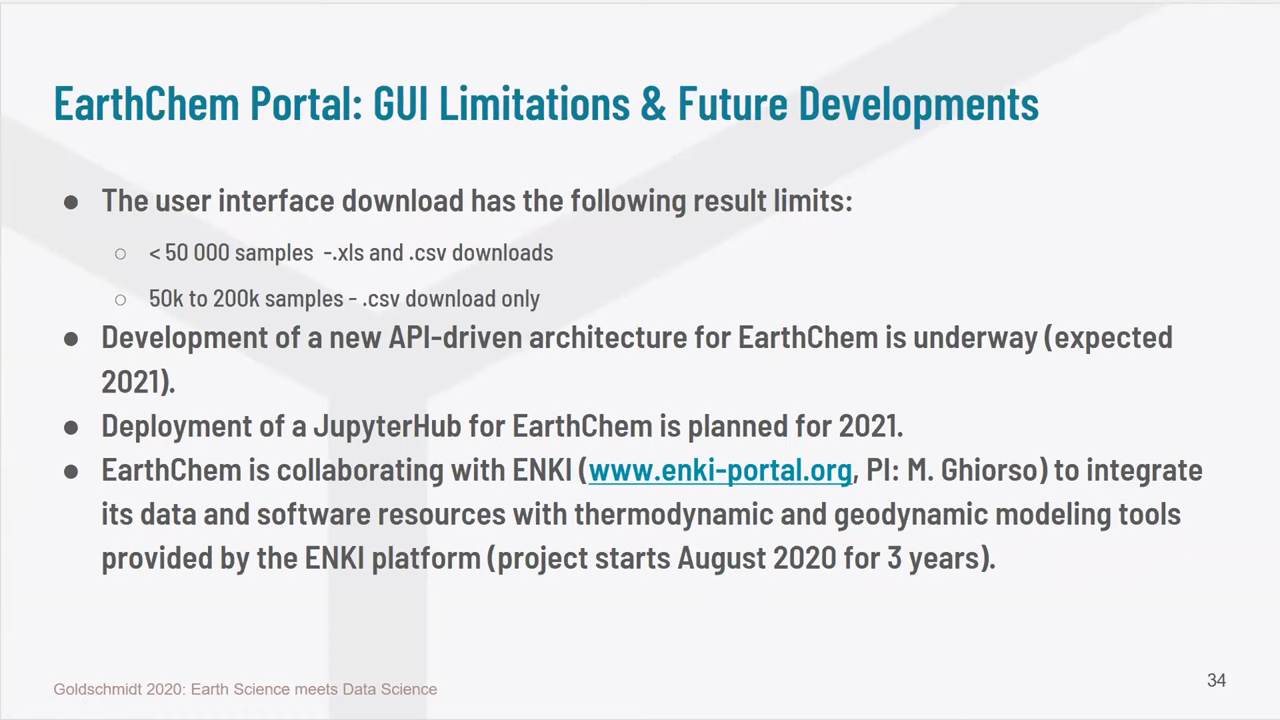 EarthChem Portal: GUI Limitations & Future Developments
● The user interface download has the following result limits:
○ < 50 000 samples -.xls and .csv downloads
○ 50k to 200k samples - .csv download only
● Development of a new API-driven architecture for EarthChem is underway (expected
2021).
● Deployment of a JupyterHub for EarthChem is planned for 2021.
● EarthChem is collaborating with ENKI (www.enki-portal.org, PI: M. Ghiorso) to integrate
its data and software resources with thermodynamic and geodynamic modeling tools
provided by the ENKI platform (project starts August 2020 for 3 years).
Goldschmidt 2020: Earth Science meets Data Science
34